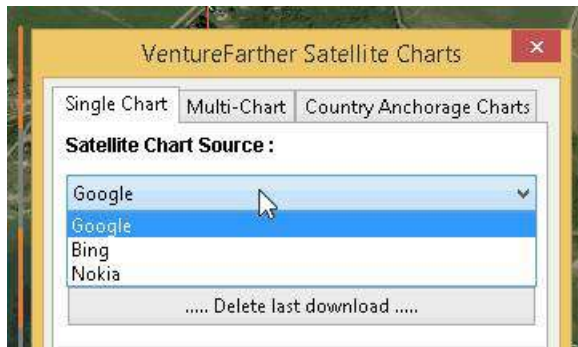 VentureFarther Satellite Charts
Single Chart Multi-Chart Country Anchorage Charts
Satellite Chart Source :
Google
Google
Bing
Nokia
..... Delete last download .....